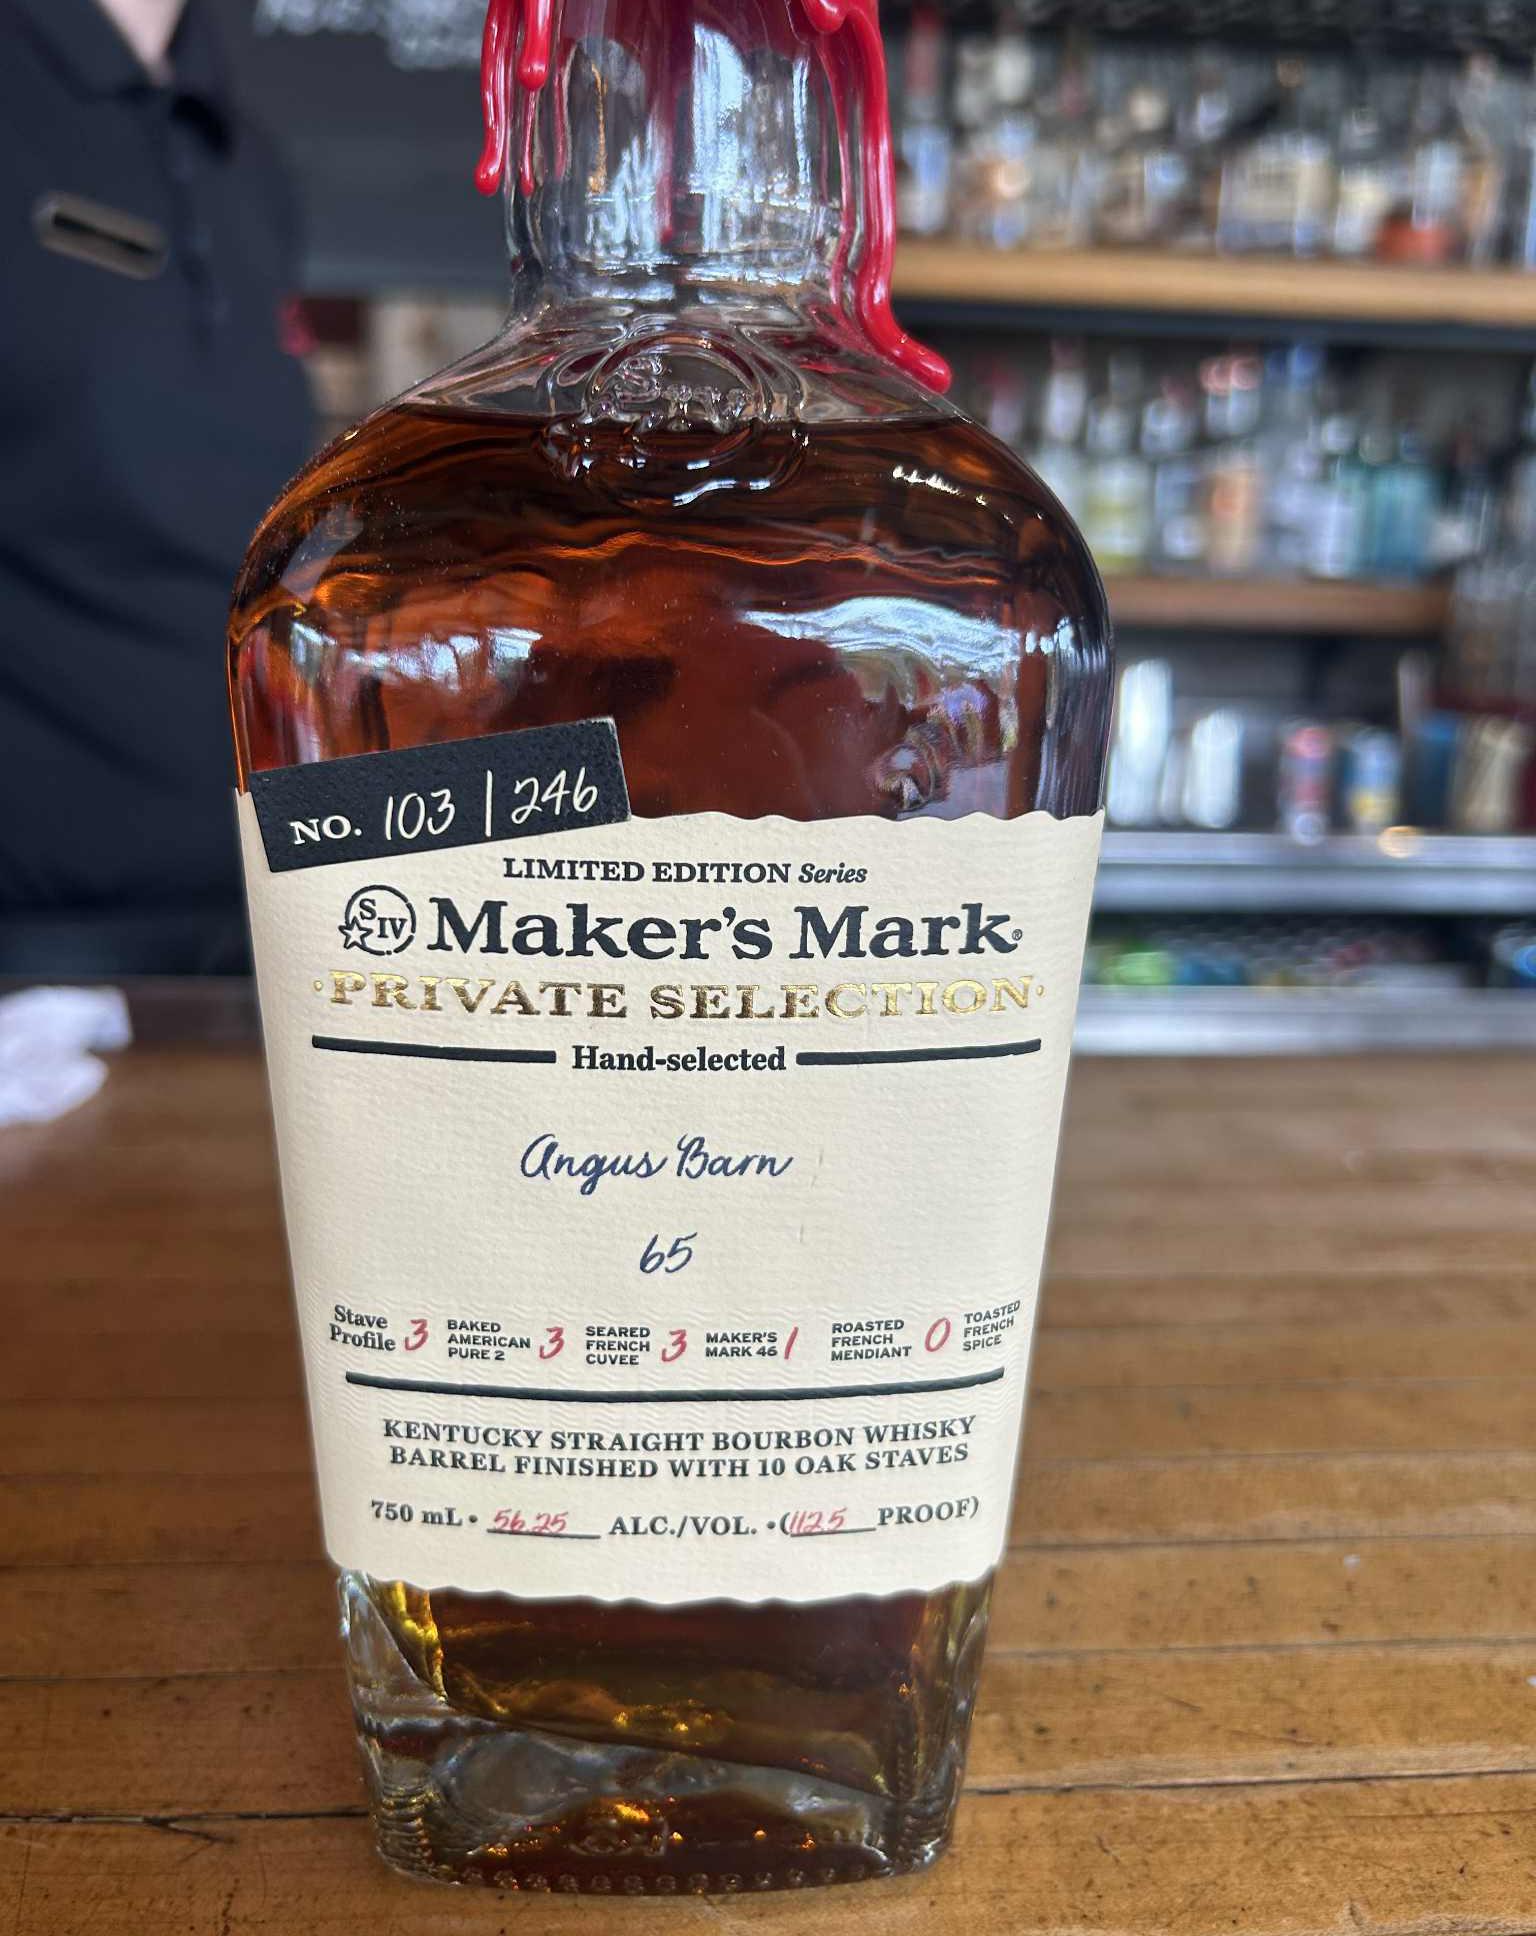 NO. 103 | 246
LIMITED EDITION Series
SIV Maker's Mark®
·PRIVATE SELECTION·
Hand-selected
Angus Barn
65
Stave Profile 3 BAKED AMERICAN PURE 2 3 SEARED FRENCH CUVEE 3 MAKER'S MARK 46 1 ROASTED FRENCH MENDIANT 0 TOASTED FRENCH SPICE
KENTUCKY STRAIGHT BOURBON WHISKY
BARREL FINISHED WITH 10 OAK STAVES
750 mL • 56.25 ALC./VOL. • (112.5 PROOF)